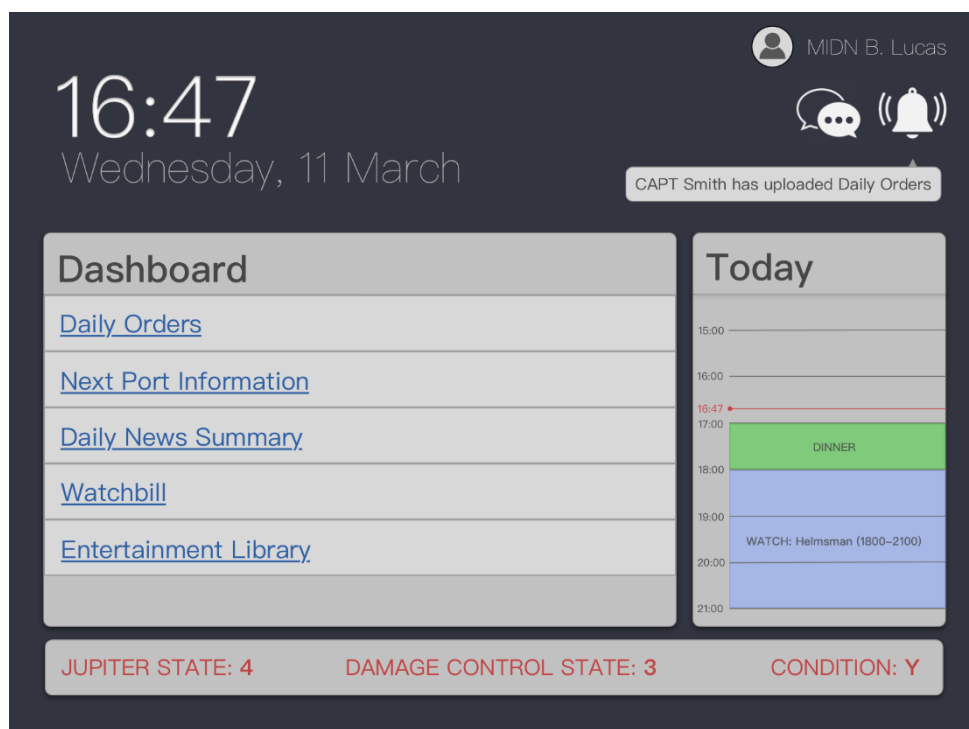 MIDN B. Lucas
16:47
Wednesday, 11 March
CAPT Smith has uploaded Daily Orders
Dashboard
Daily Orders
Next Port Information
Daily News Summary
Watchbill
Entertainment Library
Today
15:00
16:00
16:47
17:00
DINNER
18:00
19:00
WATCH: Helmsman (1800–2100)
20:00
21:00
JUPITER STATE: 4 DAMAGE CONTROL STATE: 3 CONDITION: Y